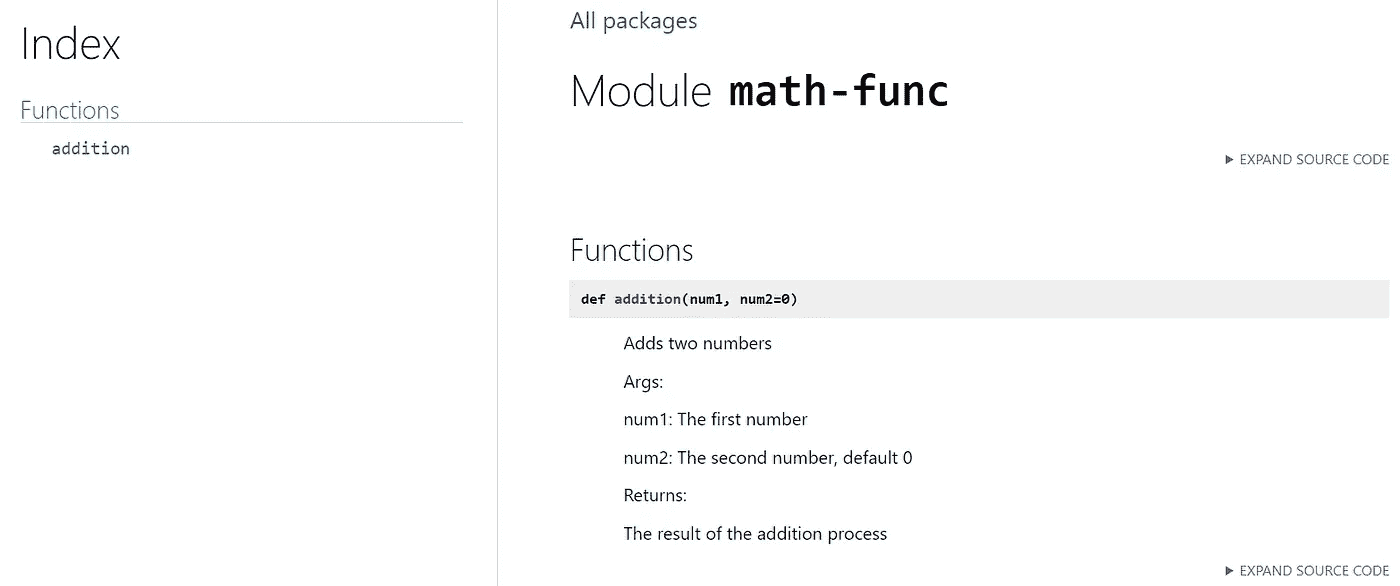 Index
Functions
addition
All packages
Module math-func
EXPAND SOURCE CODE
Functions
def addition(num1, num2=0)
Adds two numbers
Args:
num1: The first number
num2: The second number, default 0
Returns:
The result of the addition process
EXPAND SOURCE CODE